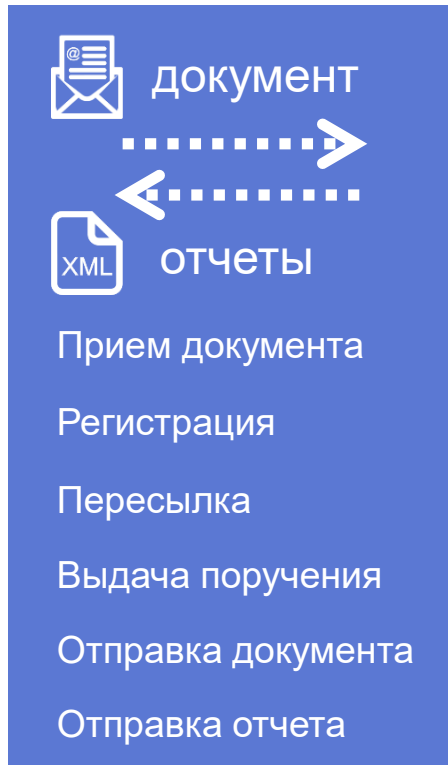 @
документ
XML
отчеты
Прием документа
Регистрация
Пересылка
Выдача поручения
Отправка документа
Отправка отчета